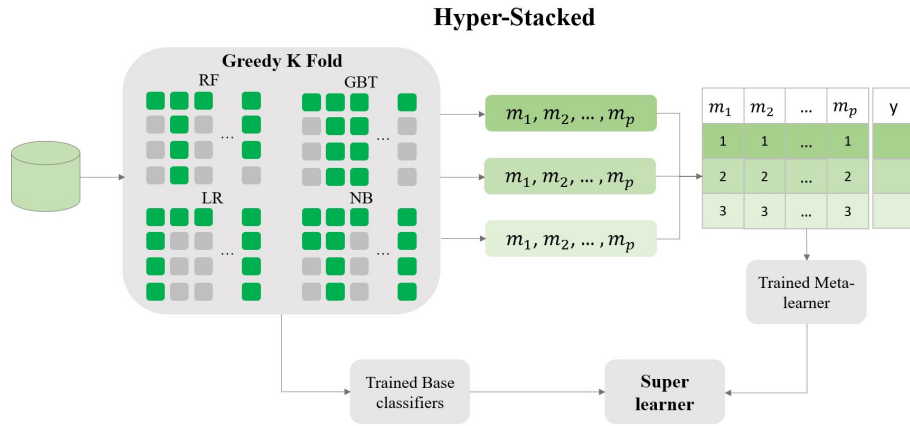 Hyper-Stacked
Greedy K Fold
RF
GBT
...
...
LR
NB
...
...
m₁, m₂, ... , mₚ
m₁, m₂, ... , mₚ
m₁, m₂, ... , mₚ
m₁ m₂ ... mₚ y
1 1 ... 1
2 2 ... 2
3 3 ... 3
Trained Meta-
learner
Trained Base
classifiers
Super
learner